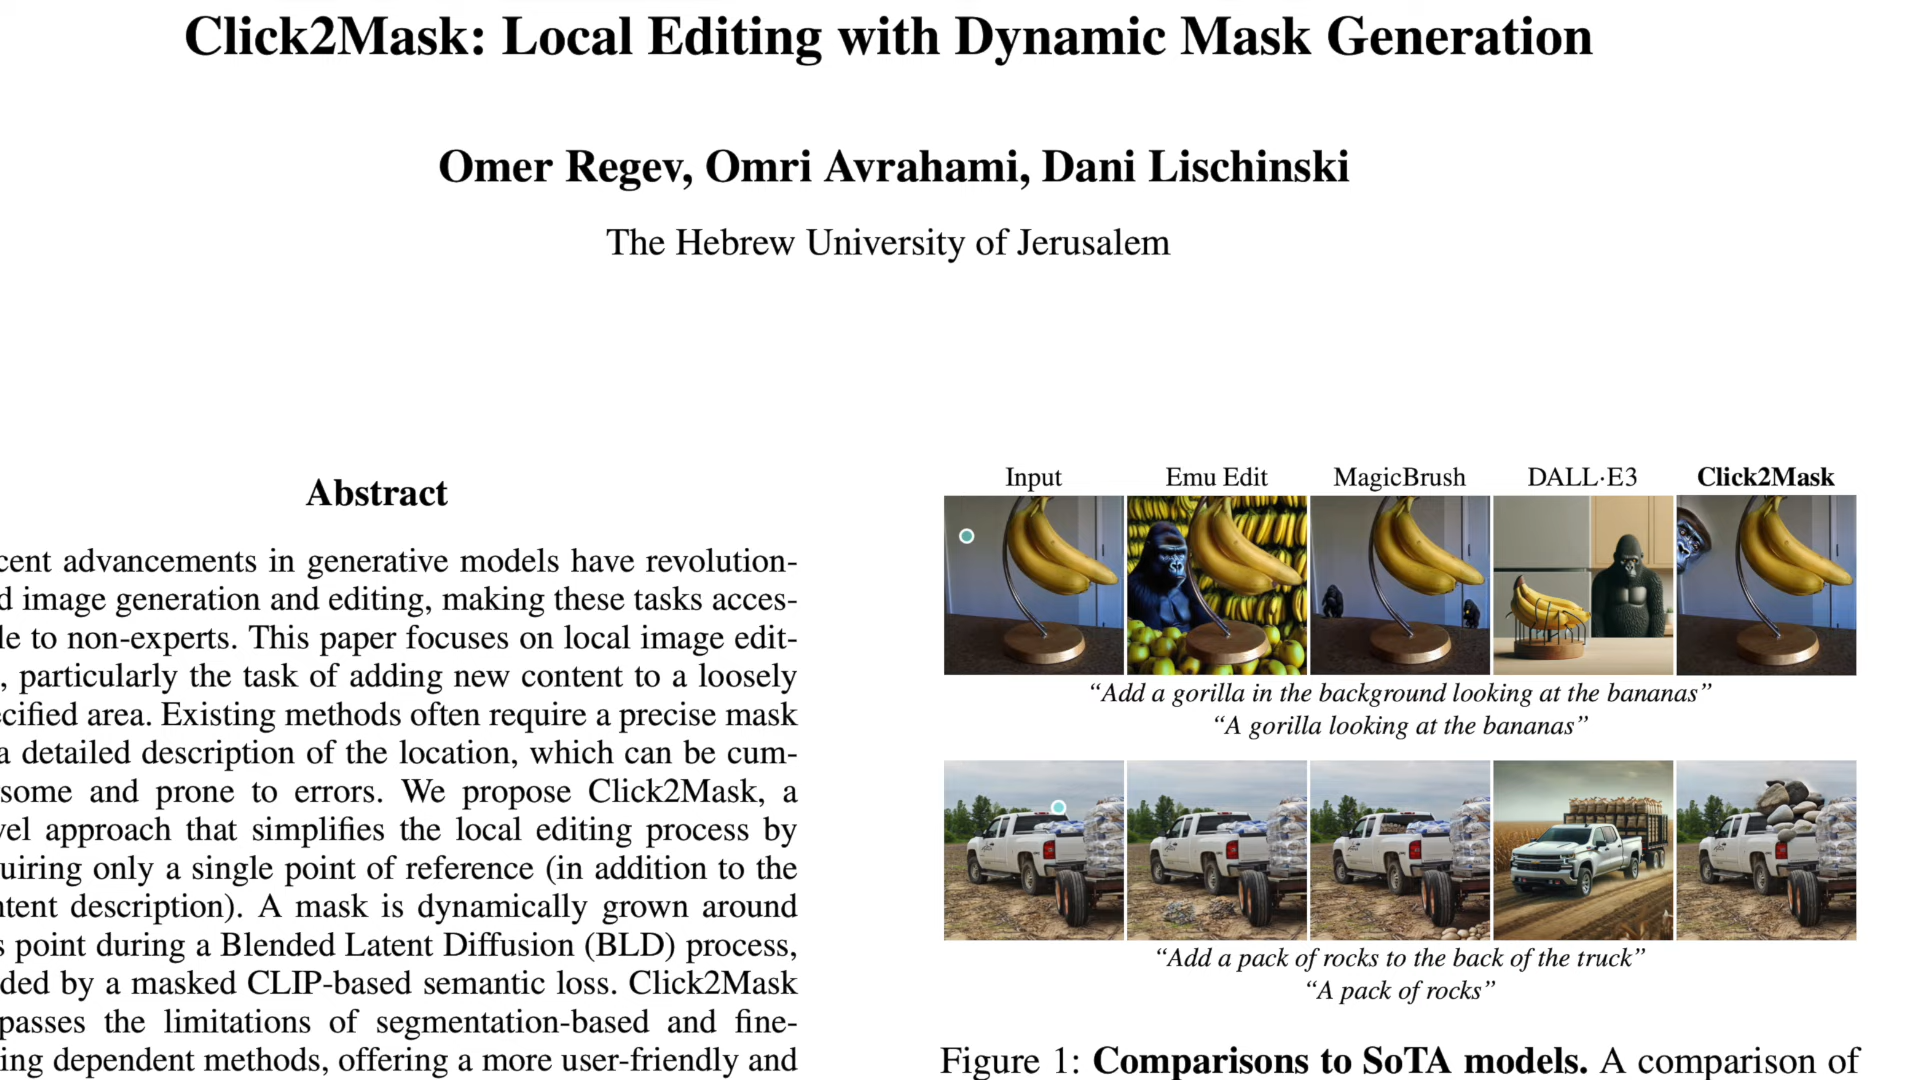 Click2Mask: Local Editing with Dynamic Mask Generation
Omer Regev, Omri Avrahami, Dani Lischinski
The Hebrew University of Jerusalem
Abstract
cent advancements in generative models have revolution-
d image generation and editing, making these tasks acces-
le to non-experts. This paper focuses on local image edit-
, particularly the task of adding new content to a loosely
ecified area. Existing methods often require a precise mask
a detailed description of the location, which can be cum-
some and prone to errors. We propose Click2Mask, a
vel approach that simplifies the local editing process by
uiring only a single point of reference (in addition to the
ntent description). A mask is dynamically grown around
s point during a Blended Latent Diffusion (BLD) process,
ded by a masked CLIP-based semantic loss. Click2Mask
passes the limitations of segmentation-based and fine-
ing dependent methods, offering a more user-friendly and
Input Emu Edit MagicBrush DALL·E3 Click2Mask
“Add a gorilla in the background looking at the bananas”
“A gorilla looking at the bananas”
“Add a pack of rocks to the back of the truck”
“A pack of rocks”
Figure 1: Comparisons to SoTA models. A comparison of